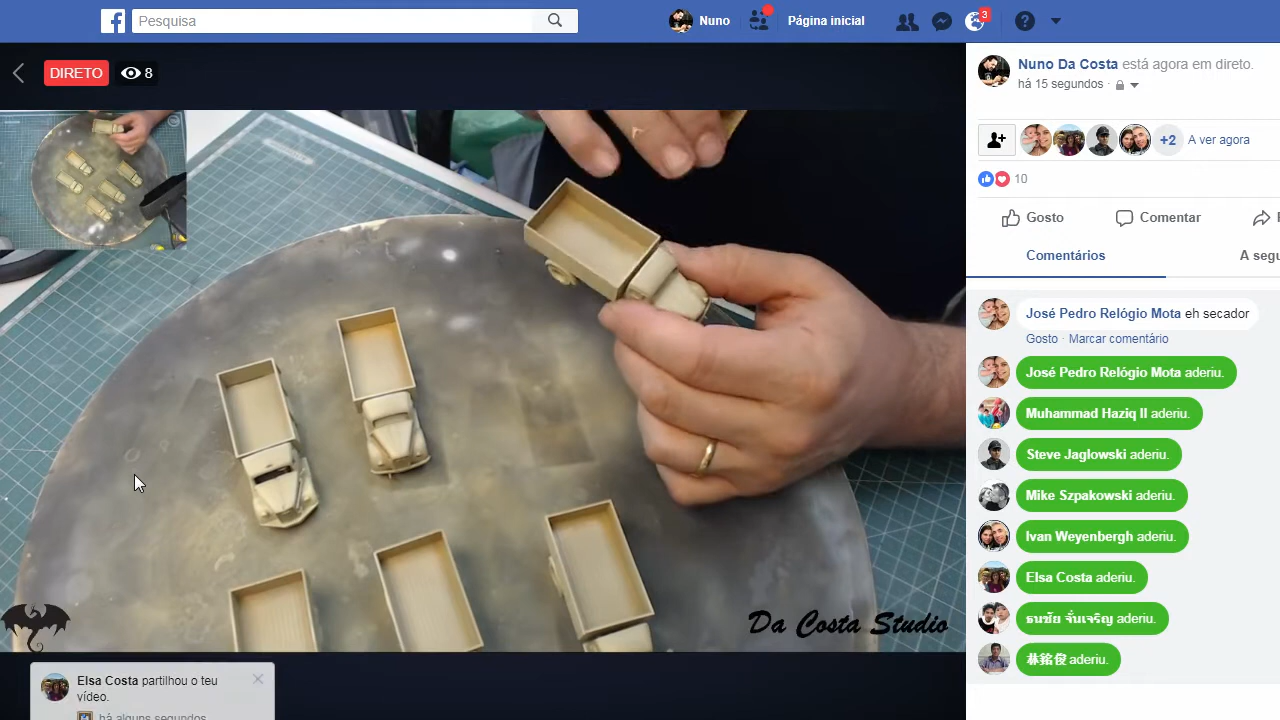 Pesquisa
Nuno
Página inicial
3
DIRETO
8
Nuno Da Costa está agora em direto.
há 15 segundos ·
+2 A ver agora
10
Gosto
Comentar
P
Comentários
A segu
José Pedro Relógio Mota eh secador
Gosto · Marcar comentário
José Pedro Relógio Mota aderiu.
Muhammad Haziq II aderiu.
Steve Jaglowski aderiu.
Mike Szpakowski aderiu.
Ivan Weyenbergh aderiu.
Elsa Costa aderiu.
ธนชัย จั่นเจริญ aderiu.
林銘俊 aderiu.
Da Costa Studio
Elsa Costa partilhou o teu
vídeo.
há alguns segundos